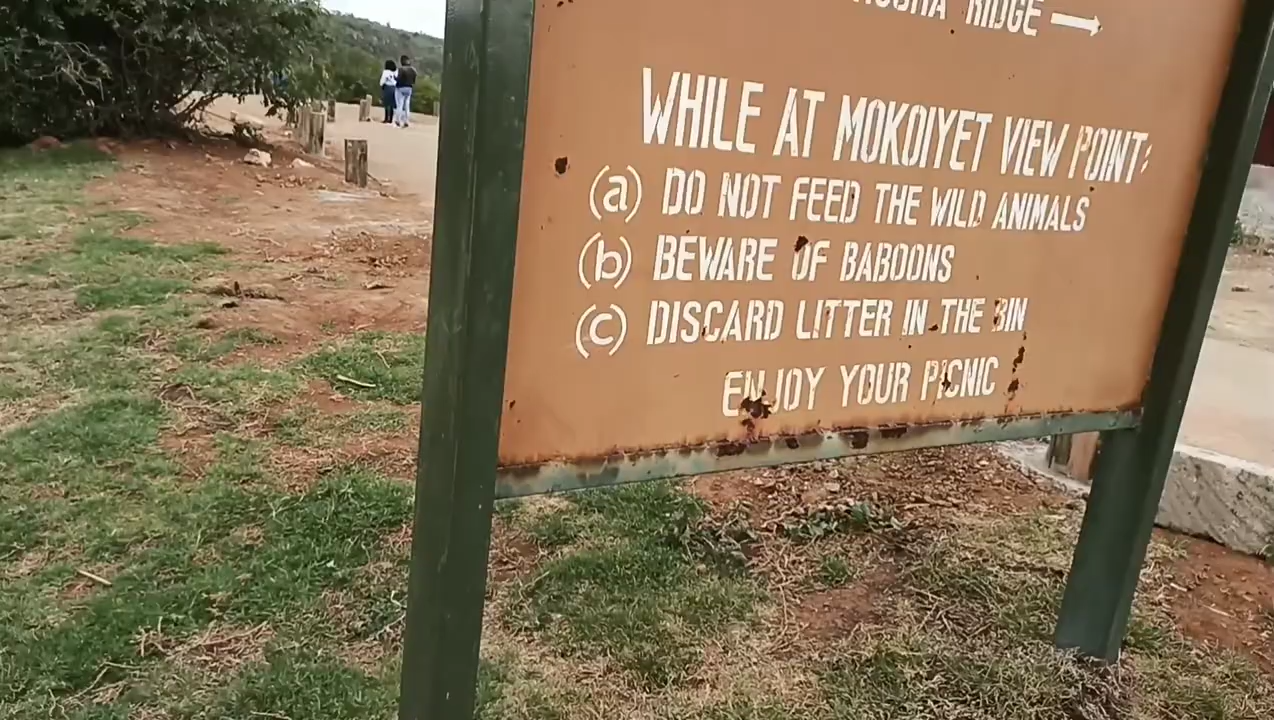 RIDGE →
WHILE AT MOKOIYET VIEW POINT:
(a) DO NOT FEED THE WILD ANIMALS
(b) BEWARE OF BABOONS
(c) DISCARD LITTER IN THE BIN
ENJOY YOUR PICNIC